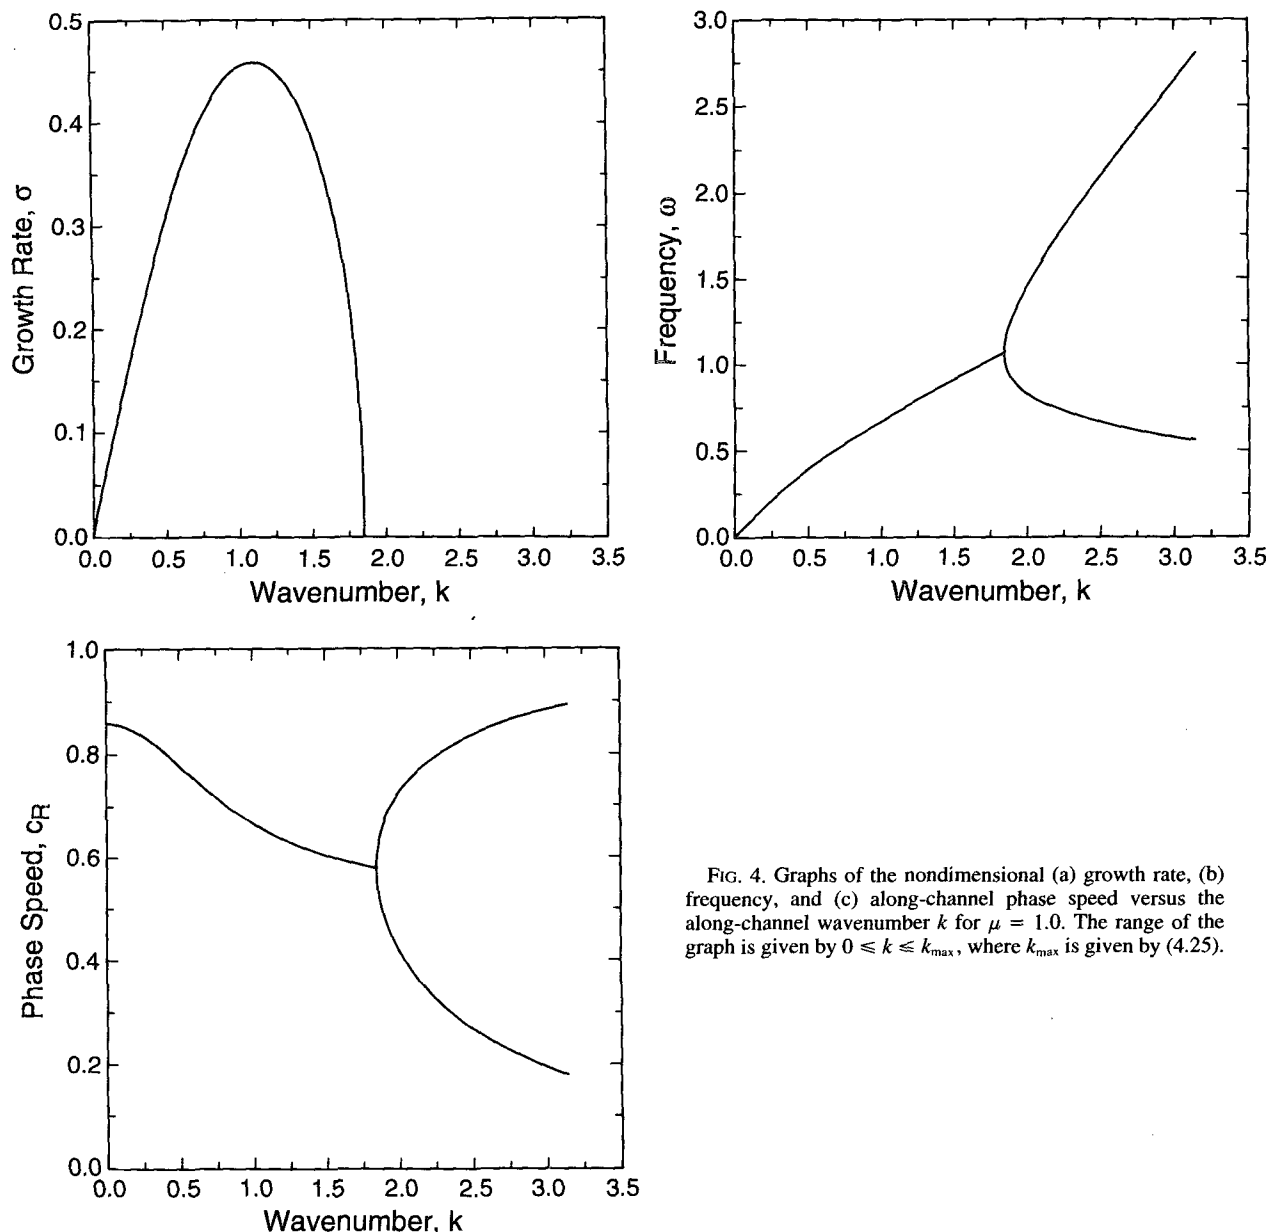 0.5
0.4
0.3
0.2
0.1
0.0
Growth Rate, σ
0.0 0.5 1.0 1.5 2.0 2.5 3.0 3.5
Wavenumber, k
3.0
2.5
2.0
1.5
1.0
0.5
0.0
Frequency, ω
0.0 0.5 1.0 1.5 2.0 2.5 3.0 3.5
Wavenumber, k
1.0
0.8
0.6
0.4
0.2
0.0
Phase Speed, c_R
0.0 0.5 1.0 1.5 2.0 2.5 3.0 3.5
Wavenumber, k
FIG. 4. Graphs of the nondimensional (a) growth rate, (b)
frequency, and (c) along-channel phase speed versus the
along-channel wavenumber k for μ = 1.0. The range of the
graph is given by 0 ≤ k ≤ k_max, where k_max is given by (4.25).